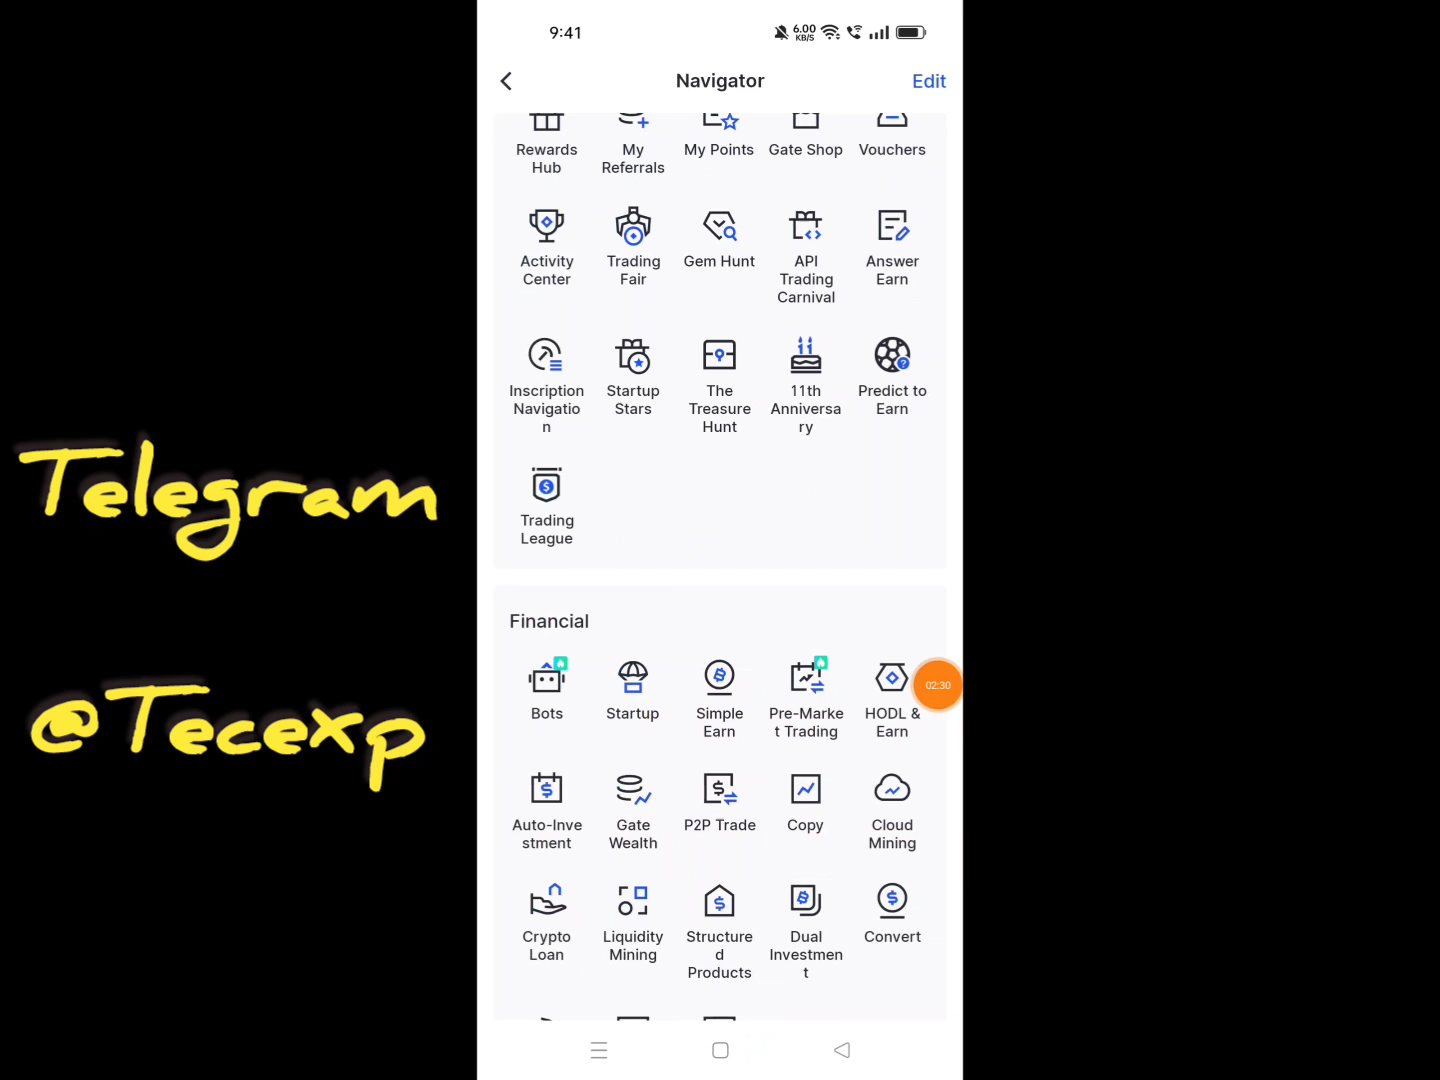 9:41
6.00
KB/S
Navigator
Edit
Rewards
Hub
My
Referrals
My Points
Gate Shop
Vouchers
Activity
Center
Trading
Fair
Gem Hunt
API
Trading
Carnival
Answer
Earn
Inscription
Navigatio
n
Startup
Stars
The
Treasure
Hunt
11
11th
Anniversa
ry
Predict to
Earn
Trading
League
Telegram
@Tecexp
Financial
Bots
Startup
Simple
Earn
Pre-Marke
t Trading
HODL &
Earn
02:30
Auto-Inve
stment
Gate
Wealth
P2P Trade
Copy
Cloud
Mining
Crypto
Loan
Liquidity
Mining
Structure
d
Products
Dual
Investmen
t
Convert